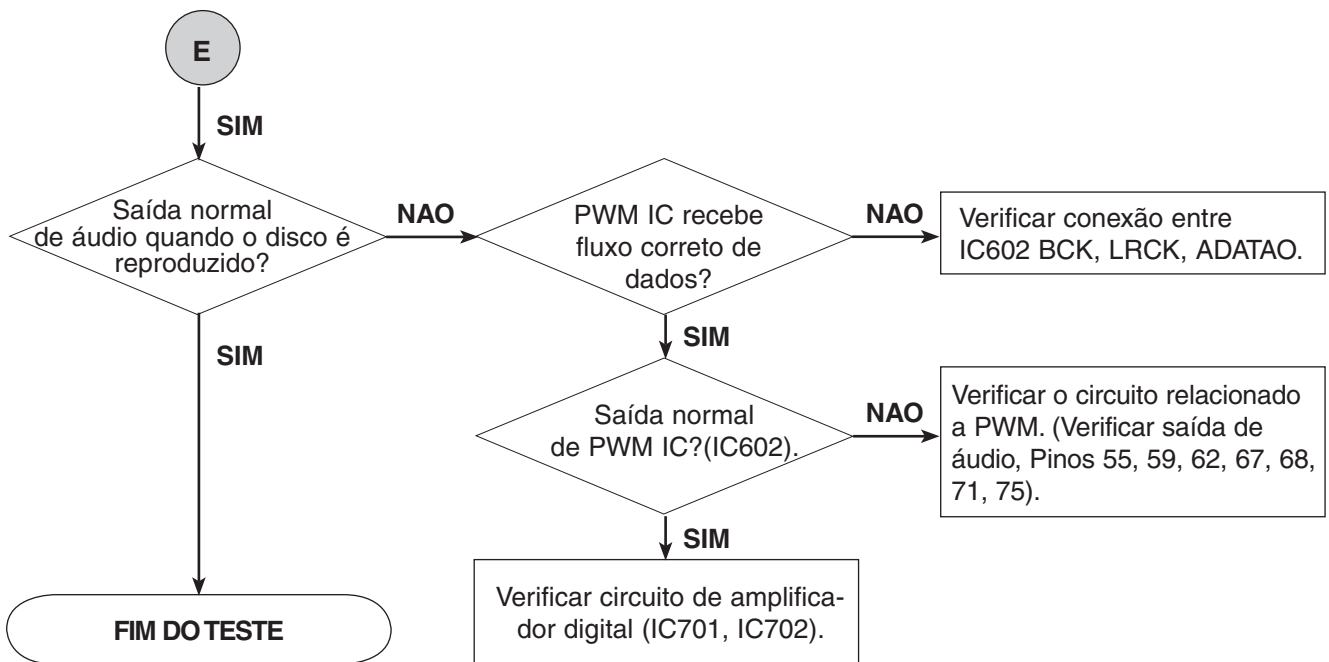 E
SIM
Saída normal
de áudio quando o disco é
reproduzido?
NAO
PWM IC recebe
fluxo correto de
dados?
NAO
Verificar conexão entre
IC602 BCK, LRCK, ADATAO.
SIM
SIM
Saída normal
de PWM IC?(IC602).
NAO
Verificar o circuito relacionado
a PWM. (Verificar saída de
áudio, Pinos 55, 59, 62, 67, 68,
71, 75).
SIM
Verificar circuito de amplifica-
dor digital (IC701, IC702).
FIM DO TESTE